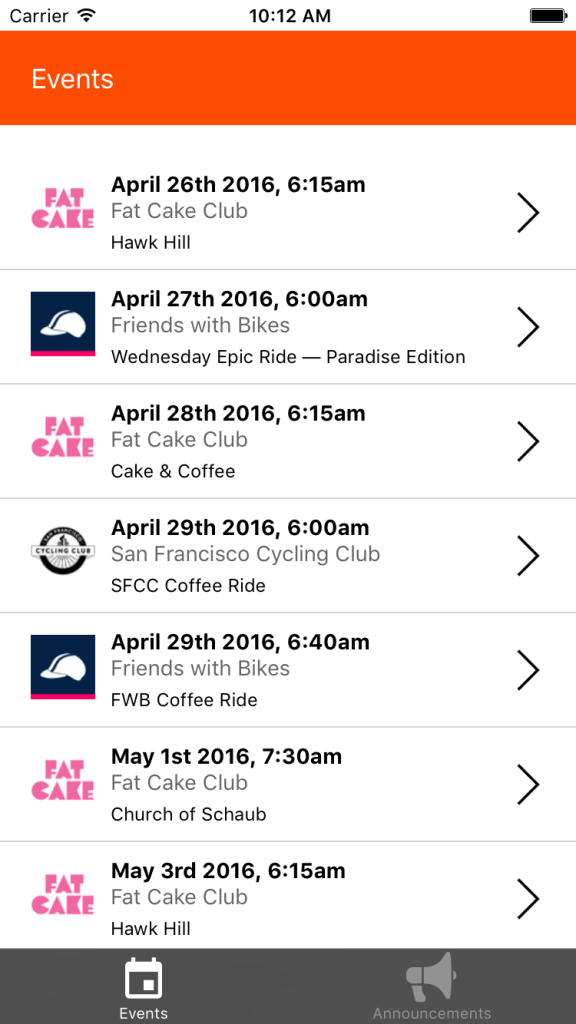 Carrier 10:12 AM
Events
FAT
CAKE
April 26th 2016, 6:15am
Fat Cake Club
Hawk Hill
April 27th 2016, 6:00am
Friends with Bikes
Wednesday Epic Ride — Paradise Edition
FAT
CAKE
April 28th 2016, 6:15am
Fat Cake Club
Cake & Coffee
SAN FRANCISCO
CYCLING CLUB
April 29th 2016, 6:00am
San Francisco Cycling Club
SFCC Coffee Ride
April 29th 2016, 6:40am
Friends with Bikes
FWB Coffee Ride
FAT
CAKE
May 1st 2016, 7:30am
Fat Cake Club
Church of Schaub
FAT
CAKE
May 3rd 2016, 6:15am
Fat Cake Club
Hawk Hill
Events
Announcements